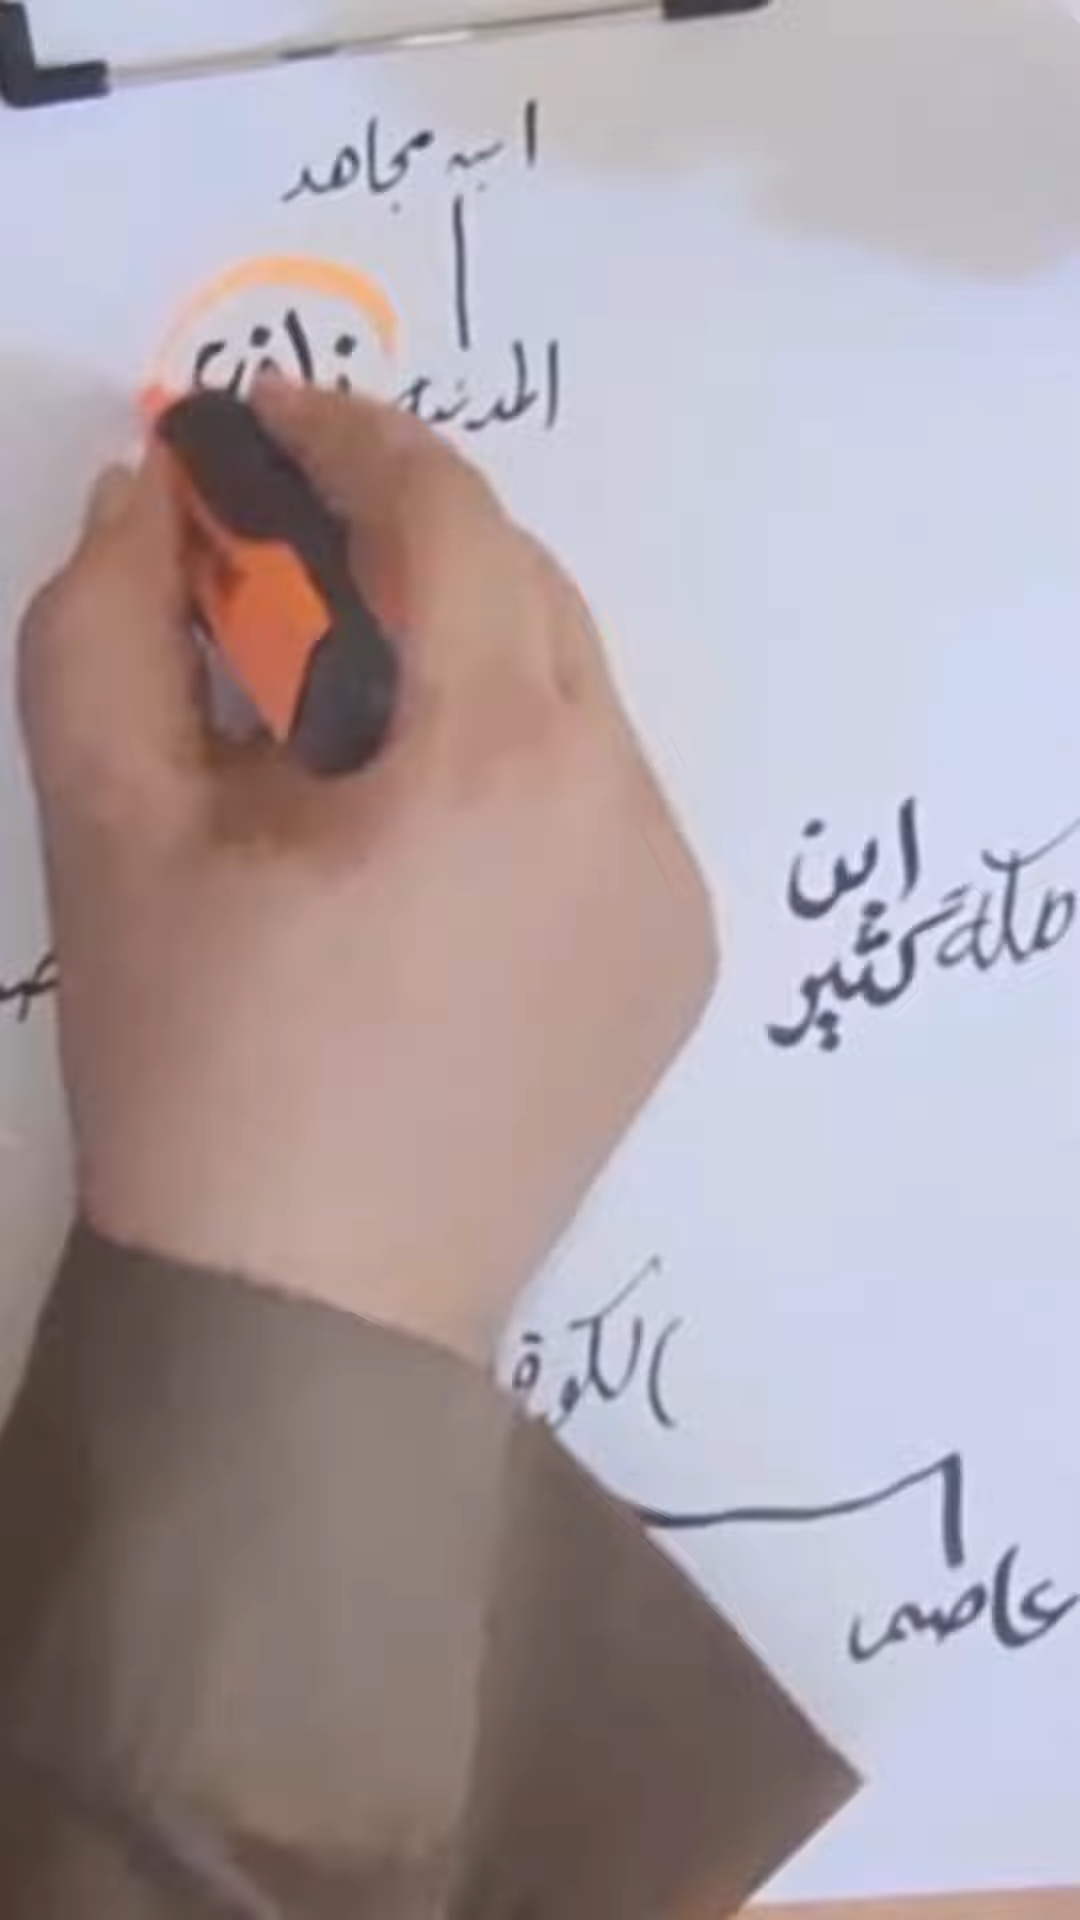 ابن مجاهد
المدينة نافع
ابن
مكة كثير
الكوفة
عاصم